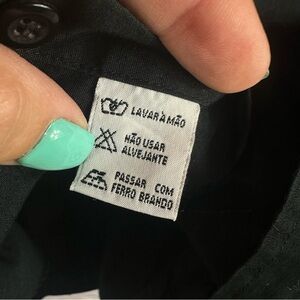 LAVAR À MÃO
NÃO USAR
ALVEJANTE
PASSAR COM
FERRO BRANDO